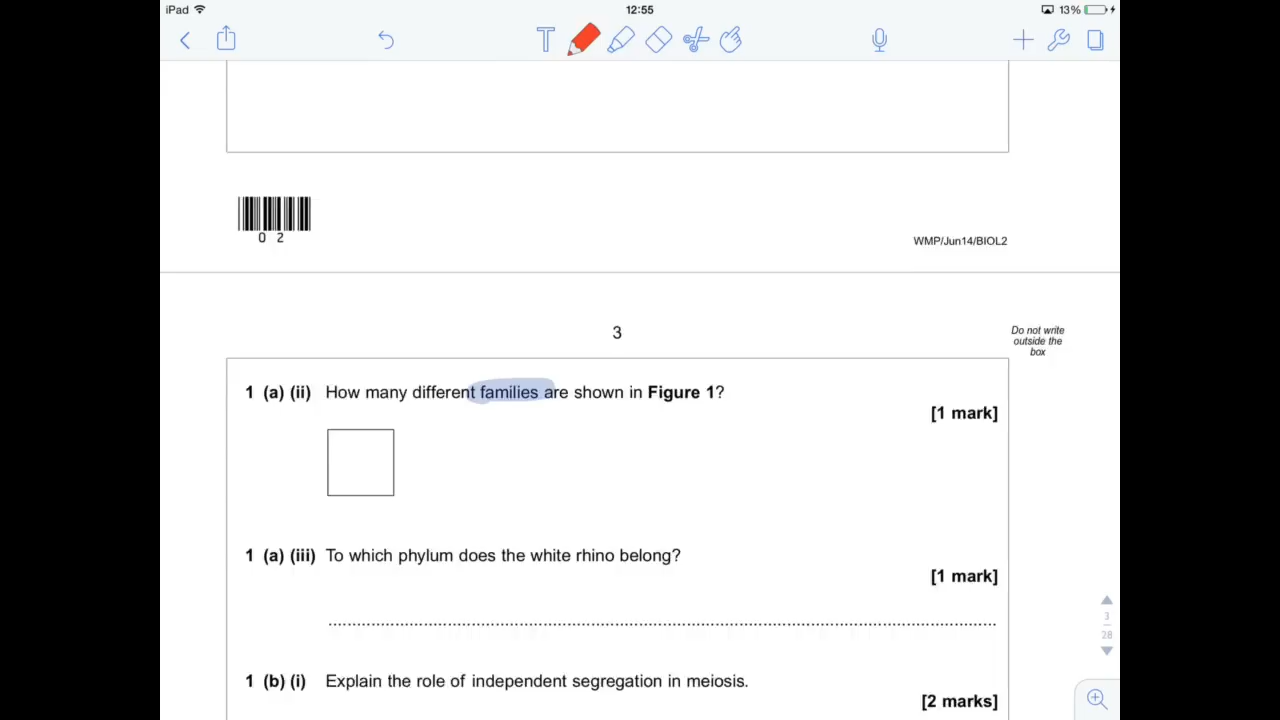 iPad 12:55 13%
T
0 2
WMP/Jun14/BIOL2
3
Do not write
outside the
box
1 (a) (ii) How many different families are shown in Figure 1?
[1 mark]
1 (a) (iii) To which phylum does the white rhino belong?
[1 mark]
3
28
1 (b) (i) Explain the role of independent segregation in meiosis.
[2 marks]